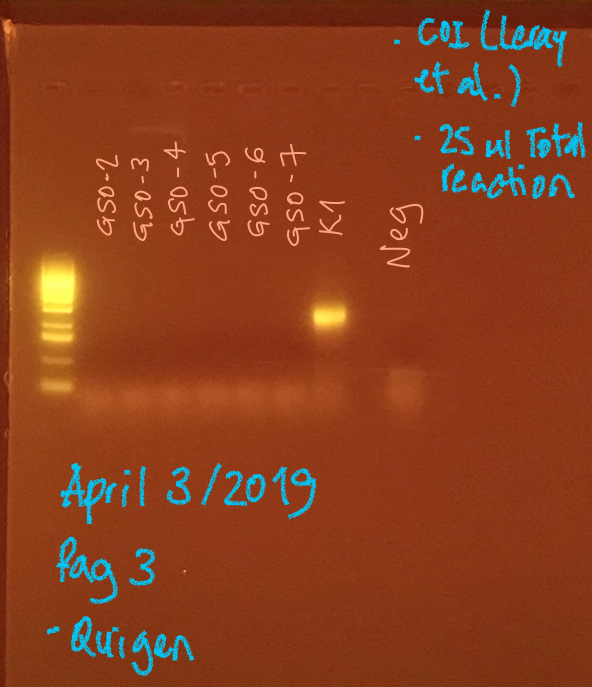 · COI (Leray
et al.)
· 25 ul Total
reaction
GSO-2
GSO-3
GSO-4
GSO-5
GSO-6
GSO-7
K1
Neg
April 3/2019
Pag 3
- Quigen